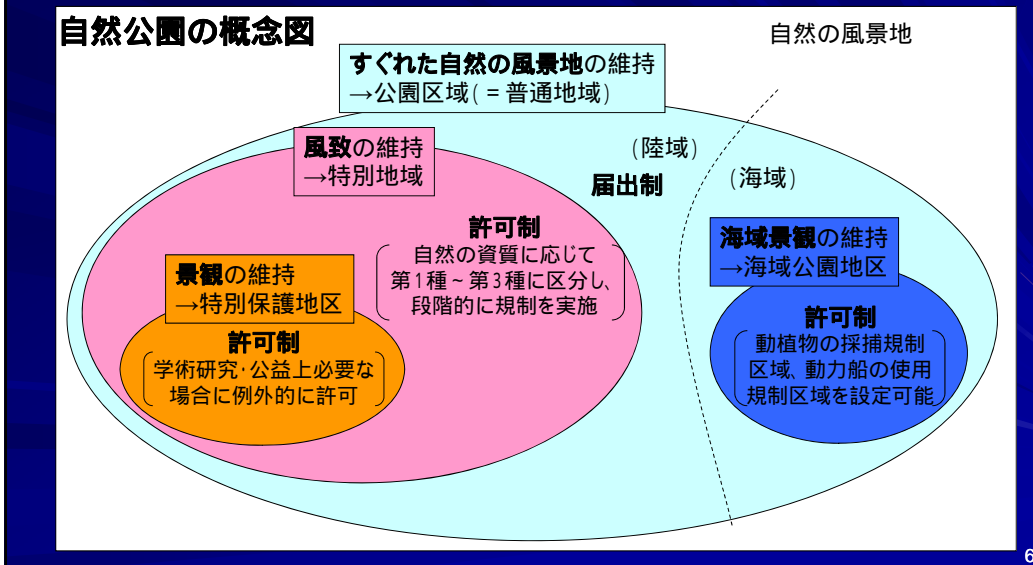 自然公園の概念図
自然の風景地
すぐれた自然の風景地の維持
→公園区域(=普通地域)
風致の維持
→特別地域
(陸域)
(海域)
届出制
許可制
自然の資質に応じて
第1種~第3種に区分し、
段階的に規制を実施
海域景観の維持
→海域公園地区
景観の維持
→特別保護地区
許可制
学術研究・公益上必要な
場合に例外的に許可
許可制
動植物の採捕規制
区域、動力船の使用
規制区域を設定可能
6